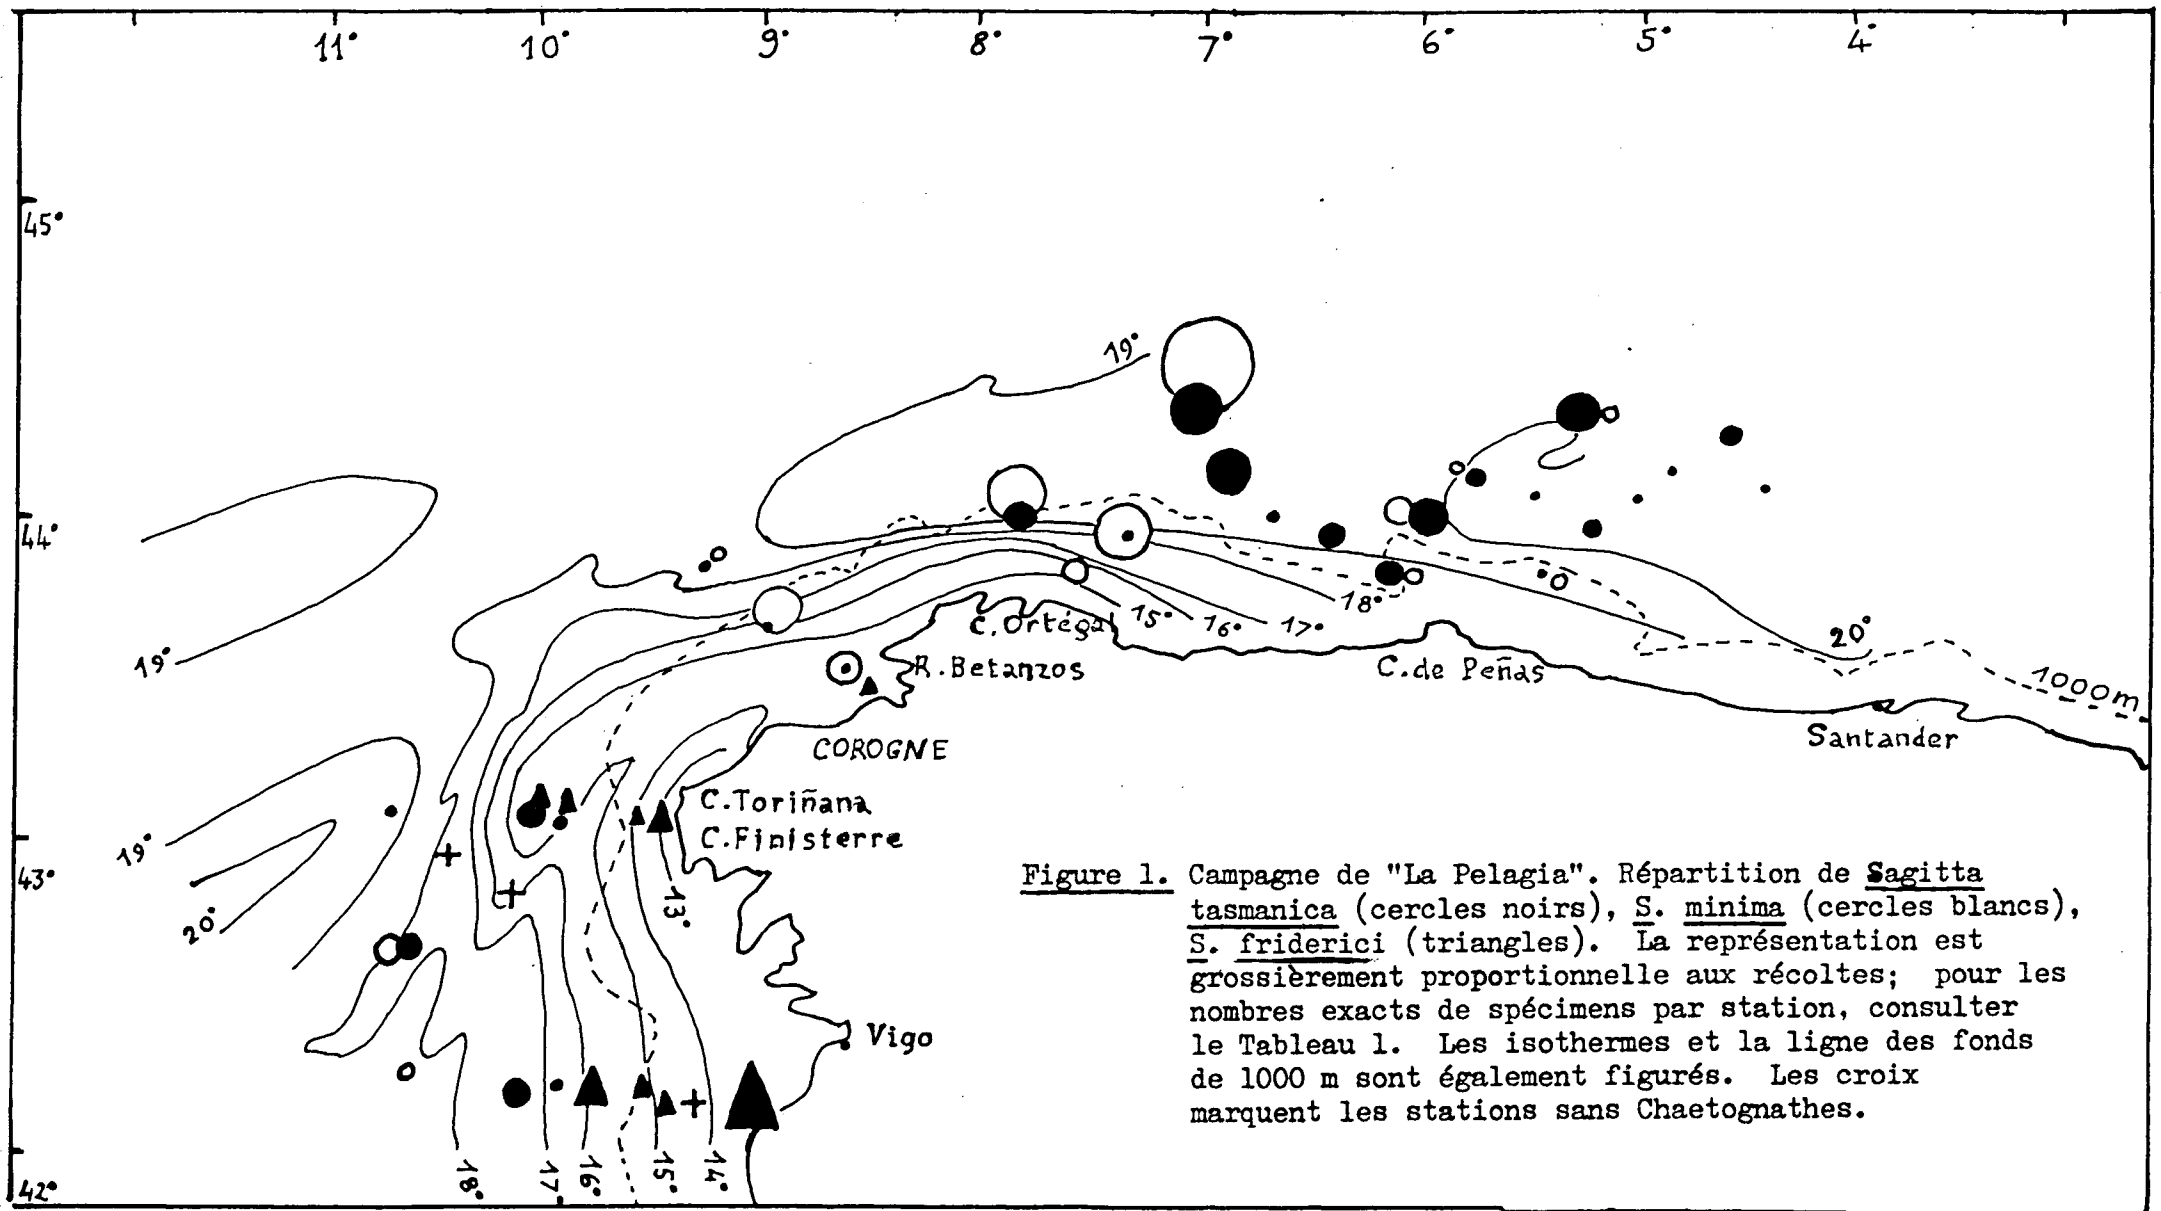 11° 10° 9° 8° 7° 6° 5° 4°
45°
19°
44°
15° 16° 17° 18°
C. Ortégal
20°
19°
R. Betanzos
C. de Peñas
1000m
Santander
COROGNE
C. Toriñana
C. Finisterre
19°
43°
13°
20°
Vigo
42°
18° 17° 16° 15° 14°
Figure 1. Campagne de "La Pelagia". Répartition de Sagitta
tasmanica (cercles noirs), S. minima (cercles blancs),
S. friderici (triangles). La représentation est
grossièrement proportionnelle aux récoltes; pour les
nombres exacts de spécimens par station, consulter
le Tableau 1. Les isothermes et la ligne des fonds
de 1000 m sont également figurés. Les croix
marquent les stations sans Chaetognathes.